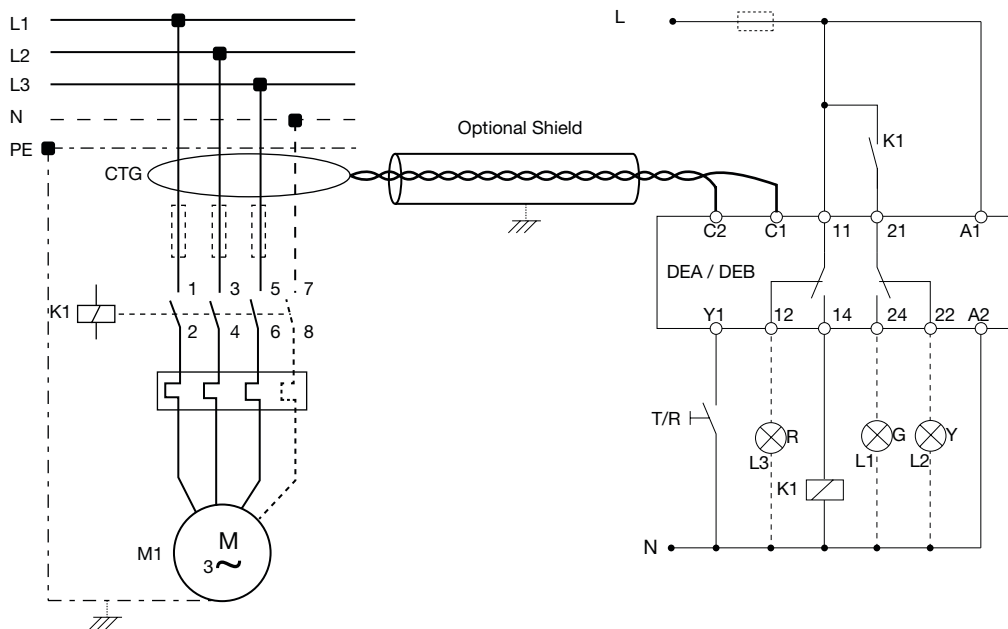 L1
L2
L3
N
PE
CTG
Optional Shield
1 3 5 7
K1
2 4 6 8
M1
M
3~
L
K1
C2 C1 11 21 A1
DEA / DEB
Y1 12 14 24 22 A2
T/R
R G Y
L3 L1 L2
K1
N